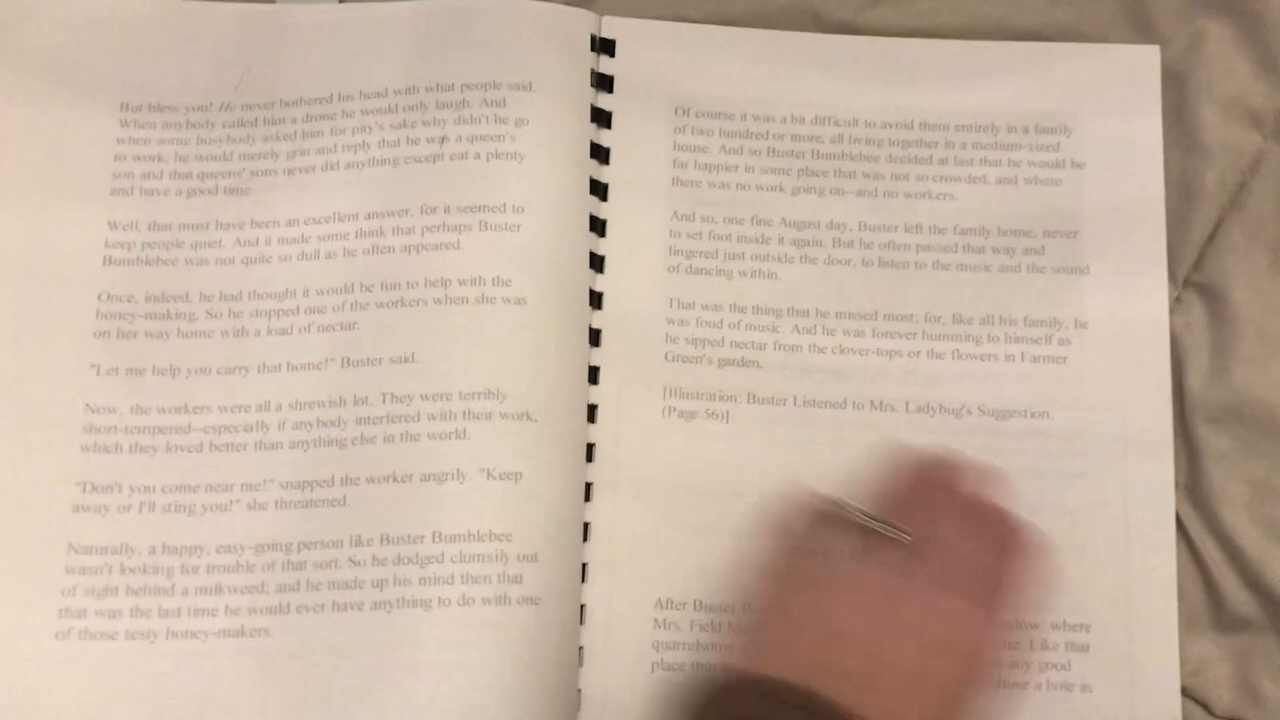 But bless you! He never bothered his head with what people said.
When anybody called him a drone he would only laugh. And
when some busybody asked him for pity's sake why didn't he go
to work, he would merely grin and reply that he was a queen's
son and that queens' sons never did anything except eat a plenty
and have a good time.
Well, that must have been an excellent answer, for it seemed to
keep people quiet. And it made some think that perhaps Buster
Bumblebee was not quite so dull as he often appeared.
Once, indeed, he had thought it would be fun to help with the
honey-making. So he stopped one of the workers when she was
on her way home with a load of nectar.
"Let me help you carry that home!" Buster said.
Now, the workers were all a shrewish lot. They were terribly
short-tempered--especially if anybody interfered with their work,
which they loved better than anything else in the world.
"Don't you come near me!" snapped the worker angrily. "Keep
away or I'll sting you!" she threatened.
Naturally, a happy, easy-going person like Buster Bumblebee
wasn't looking for trouble of that sort. So he dodged clumsily out
of sight behind a milkweed; and he made up his mind then that
that was the last time he would ever have anything to do with one
of those testy honey-makers.
Of course it was a bit difficult to avoid them entirely in a family
of two hundred or more, all living together in a medium-sized
house. And so Buster Bumblebee decided at last that he would be
far happier in some place that was not so crowded, and where
there was no work going on--and no workers.
And so, one fine August day, Buster left the family home, never
to set foot inside it again. But he often passed that way and
lingered just outside the door, to listen to the music and the sound
of dancing within.
That was the thing that he missed most; for, like all his family, he
was fond of music. And he was forever humming to himself as
he sipped nectar from the clover-tops or the flowers in Farmer
Green's garden.
[Illustration: Buster Listened to Mrs. Ladybug's Suggestion.
(Page 56)]
After Buster
Mrs. Field where
quarrelsome Like that
place any good
a hole in